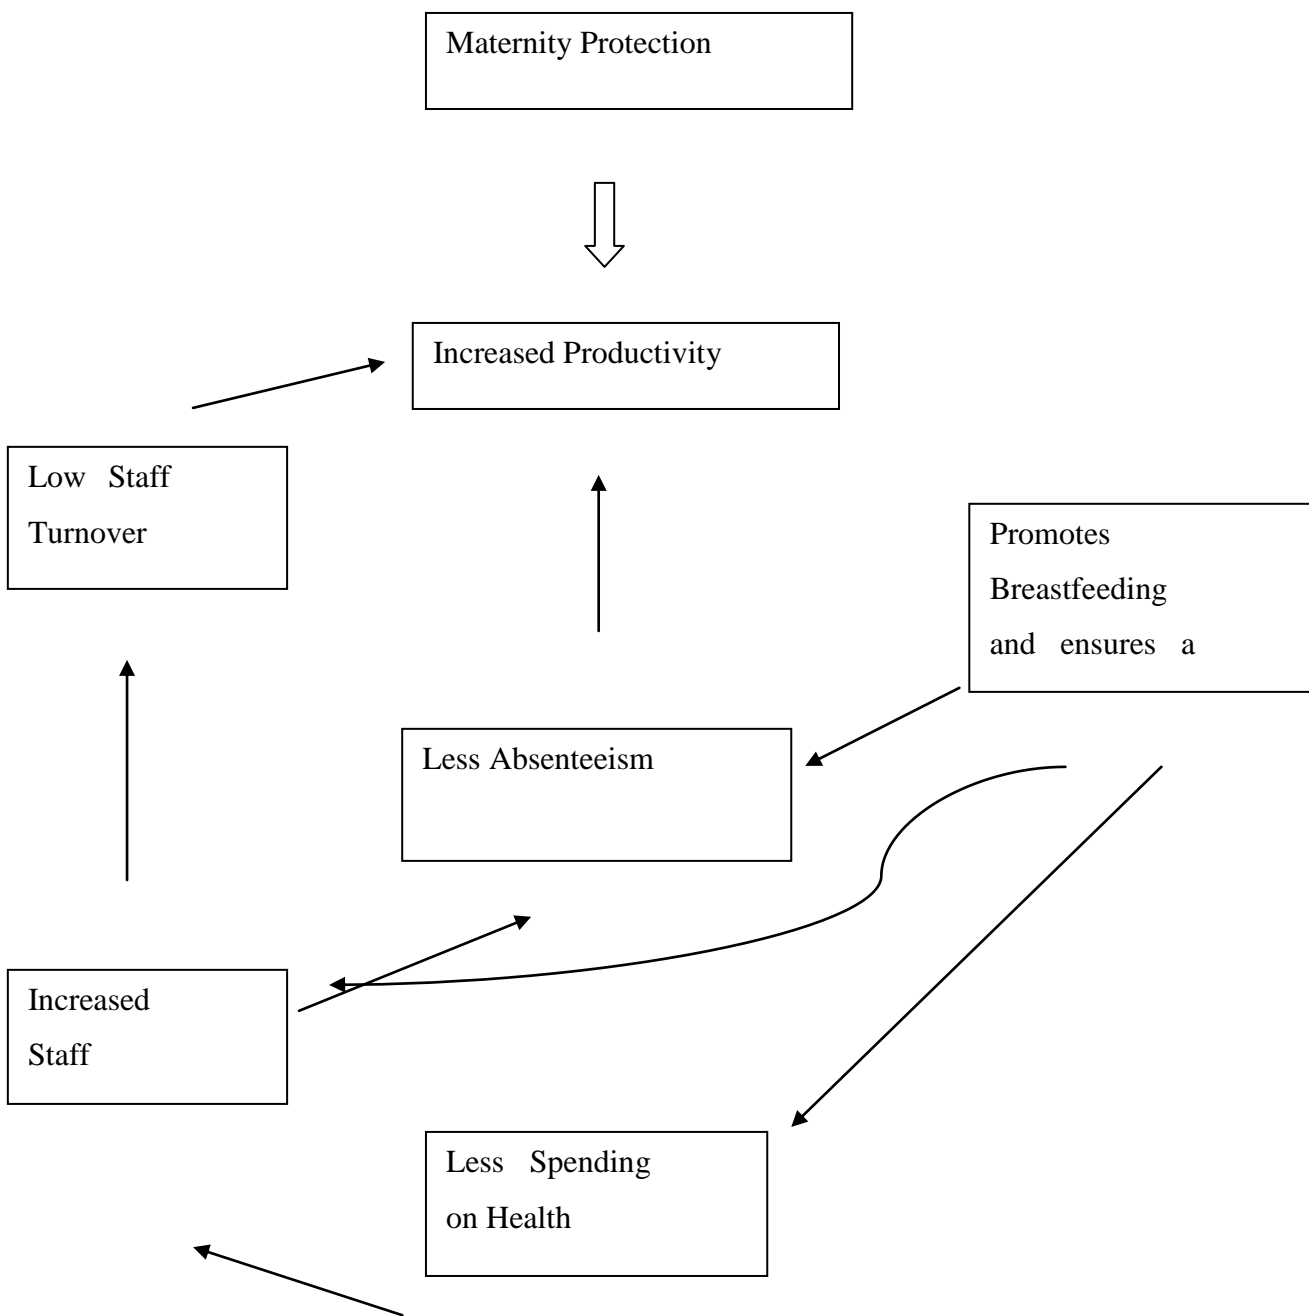 Maternity Protection
Increased Productivity
Low Staff
Turnover
Promotes
Breastfeeding
and ensures a
Less Absenteeism
Increased
Staff
Less Spending
on Health